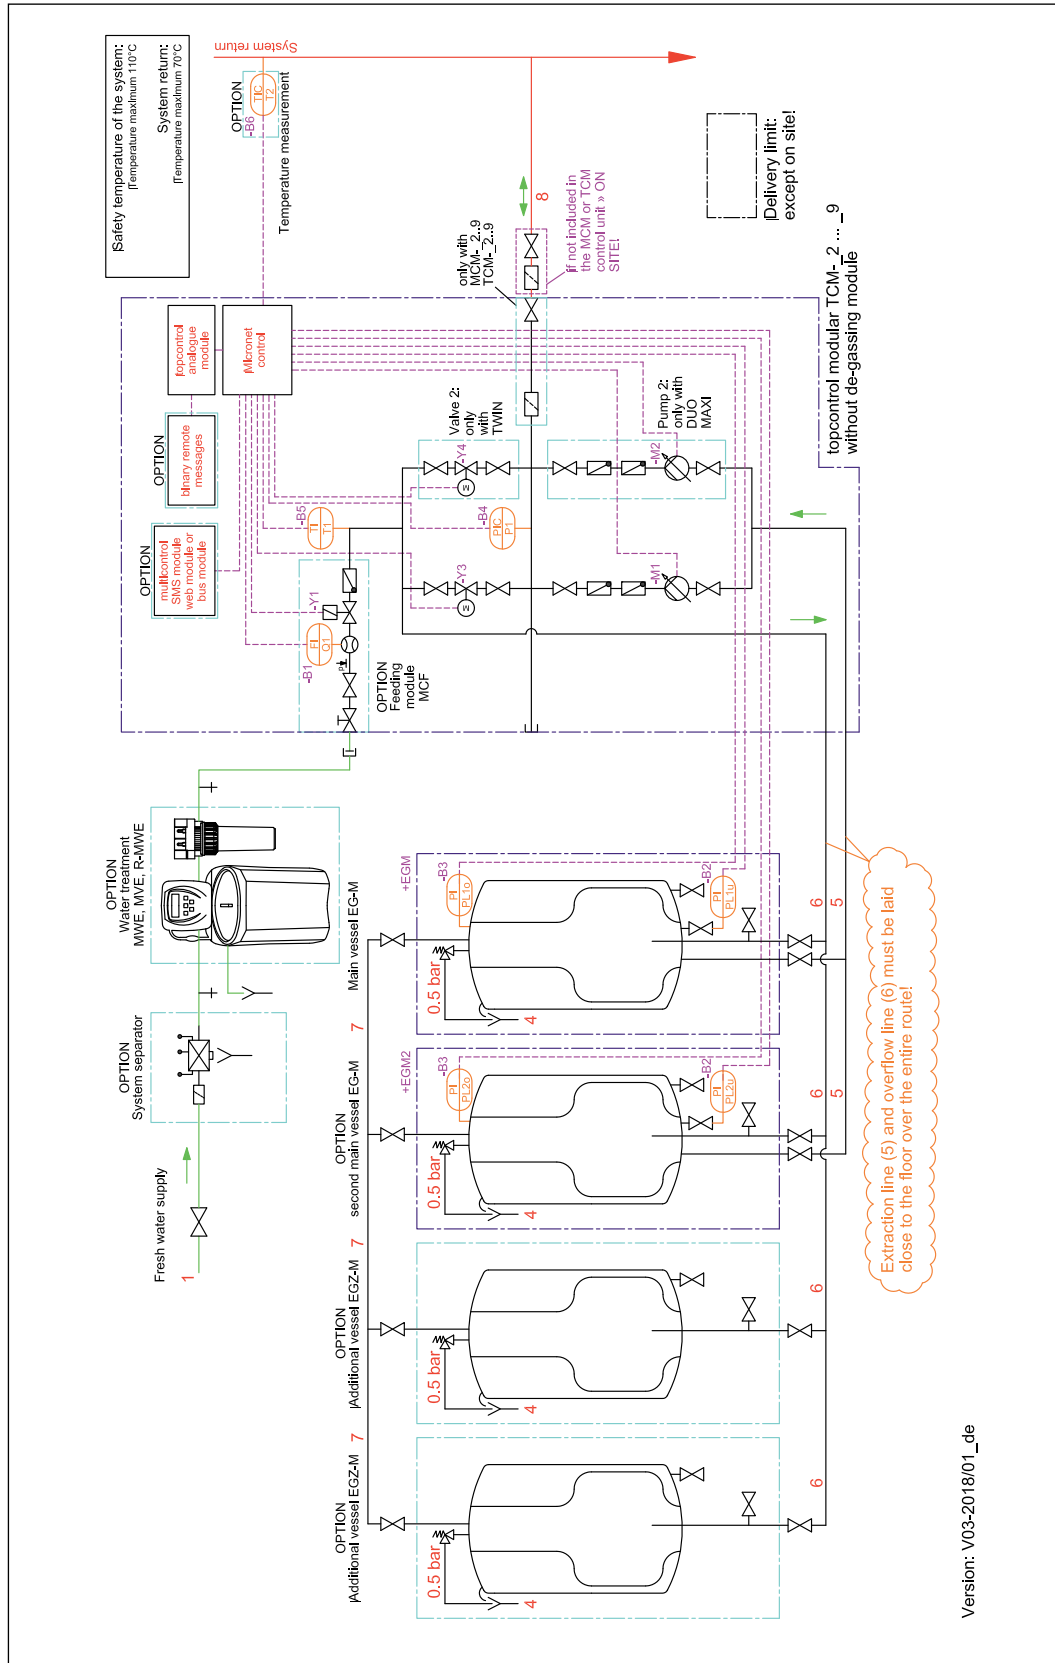 Safety temperature of the system:
Temperature maximum 110°C
System return:
Temperature maximum 70°C
System return
OPTION
-B6
TIC
T2
Temperature measurement
Delivery limit:
except on site!
8
if not included in
the MCM or TCM
control unit » ON
SITE!
only with
MCM-_2..9
TCM-_2..9
topcontrol
analogue
module
Micronet
control
OPTION
binary remote
messages
OPTION
multicontrol
SMS module
web module or
bus module
-B5
TI
T1
-Y1
-B1
FI
Q1
P
OPTION
Feeding
module
MCF
Valve 2:
only
with
TWIN
-Y4
M
-B4
PIC
P1
-Y3
M
Pump 2:
only with
DUO
MAXI
-M2
-M1
topcontrol modular TCM-_2 ... _9
without de-gassing module
OPTION
Water treatment
MWE, MVE, R-MWE
OPTION
System separator
Fresh water supply
1
Main vessel EG-M
+EGM
-B3
PI
PL1o
0.5 bar
4
-B2
PI
PL1u
6
5
7
OPTION
second main vessel EG-M
+EGM2
-B3
PI
PL2o
0.5 bar
4
-B2
PI
PL2u
6
5
7
OPTION
Additional vessel EGZ-M
0.5 bar
4
6
7
OPTION
Additional vessel EGZ-M
0.5 bar
4
6
Extraction line (5) and overflow line (6) must be laid
close to the floor over the entire route!
Version: V03-2018/01_de